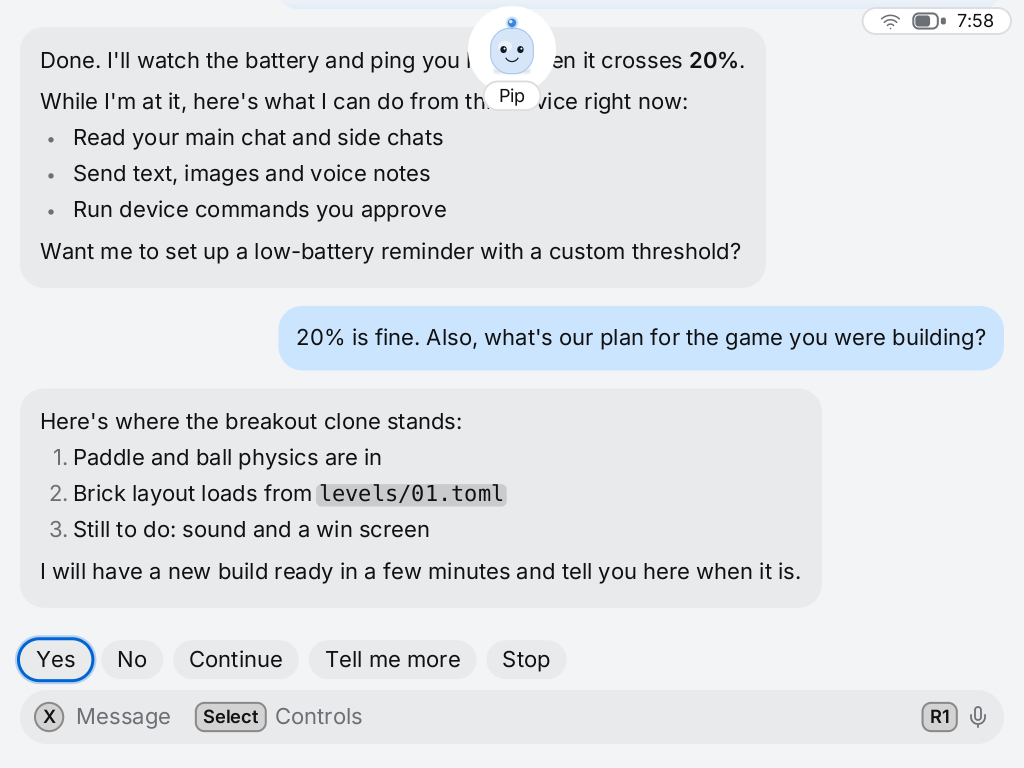 7:58
Done. I'll watch the battery and ping you en it crosses 20%.
Pip
While I'm at it, here's what I can do from vice right now:
• Read your main chat and side chats
• Send text, images and voice notes
• Run device commands you approve
Want me to set up a low-battery reminder with a custom threshold?
20% is fine. Also, what's our plan for the game you were building?
Here's where the breakout clone stands:
1. Paddle and ball physics are in
2. Brick layout loads from levels/01.toml
3. Still to do: sound and a win screen
I will have a new build ready in a few minutes and tell you here when it is.
Yes No Continue Tell me more Stop
X Message Select Controls R1